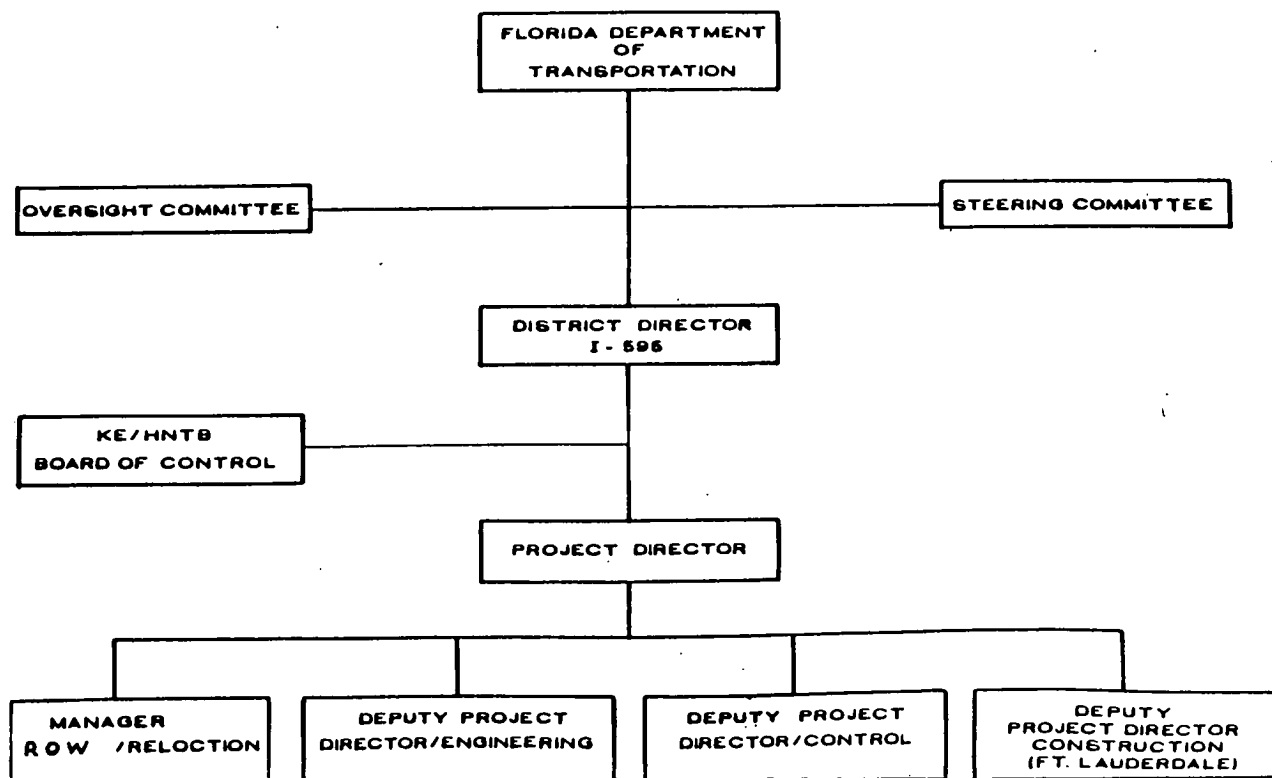 FLORIDA DEPARTMENT
OF
TRANSPORTATION
OVERSIGHT COMMITTEE
STEERING COMMITTEE
DISTRICT DIRECTOR
I - 595
KE/HNTB
BOARD OF CONTROL
PROJECT DIRECTOR
MANAGER
ROW /RELOCTION
DEPUTY PROJECT
DIRECTOR/ENGINEERING
DEPUTY PROJECT
DIRECTOR/CONTROL
DEPUTY
PROJECT DIRECTOR
CONSTRUCTION
(FT. LAUDERDALE)